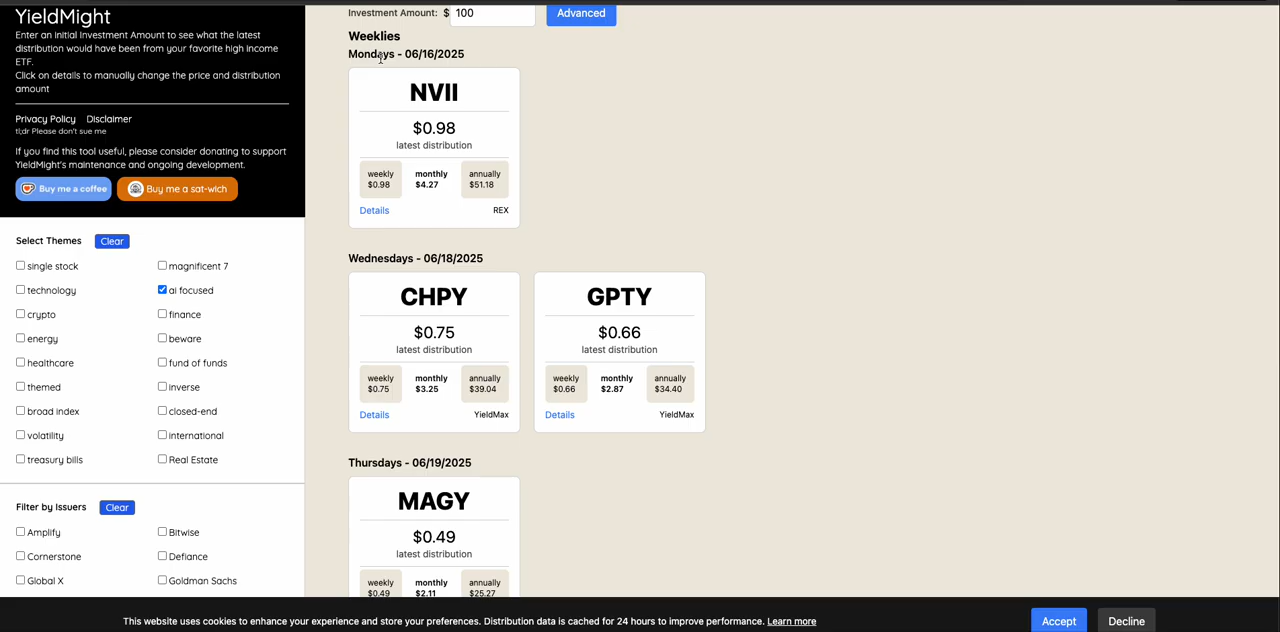 YieldMight
Enter an initial Investment Amount to see what the latest
distribution would have been from your favorite high income
ETF.
Click on details to manually change the price and distribution
amount
Privacy Policy Disclaimer
tl;dr Please don't sue me
If you find this tool useful, please consider donating to support
YieldMight's maintenance and ongoing development.
Buy me a coffee Buy me a sat-wich
Select Themes Clear
single stock magnificent 7
technology ai focused
crypto finance
energy beware
healthcare fund of funds
themed inverse
broad index closed-end
volatility international
treasury bills Real Estate
Filter by Issuers Clear
Amplify Bitwise
Cornerstone Defiance
Global X Goldman Sachs
Investment Amount: $ 100 Advanced
Weeklies
Mondays - 06/16/2025
NVII
$0.98
latest distribution
weekly monthly annually
$0.98 $4.27 $51.18
Details REX
Wednesdays - 06/18/2025
CHPY GPTY
$0.75 $0.66
latest distribution latest distribution
weekly monthly annually weekly monthly annually
$0.75 $3.25 $39.04 $0.66 $2.87 $34.40
Details YieldMax Details YieldMax
Thursdays - 06/19/2025
MAGY
$0.49
latest distribution
weekly monthly annually
$0.49 $2.11 $25.27
This website uses cookies to enhance your experience and store your preferences. Distribution data is cached for 24 hours to improve performance. Learn more Accept Decline